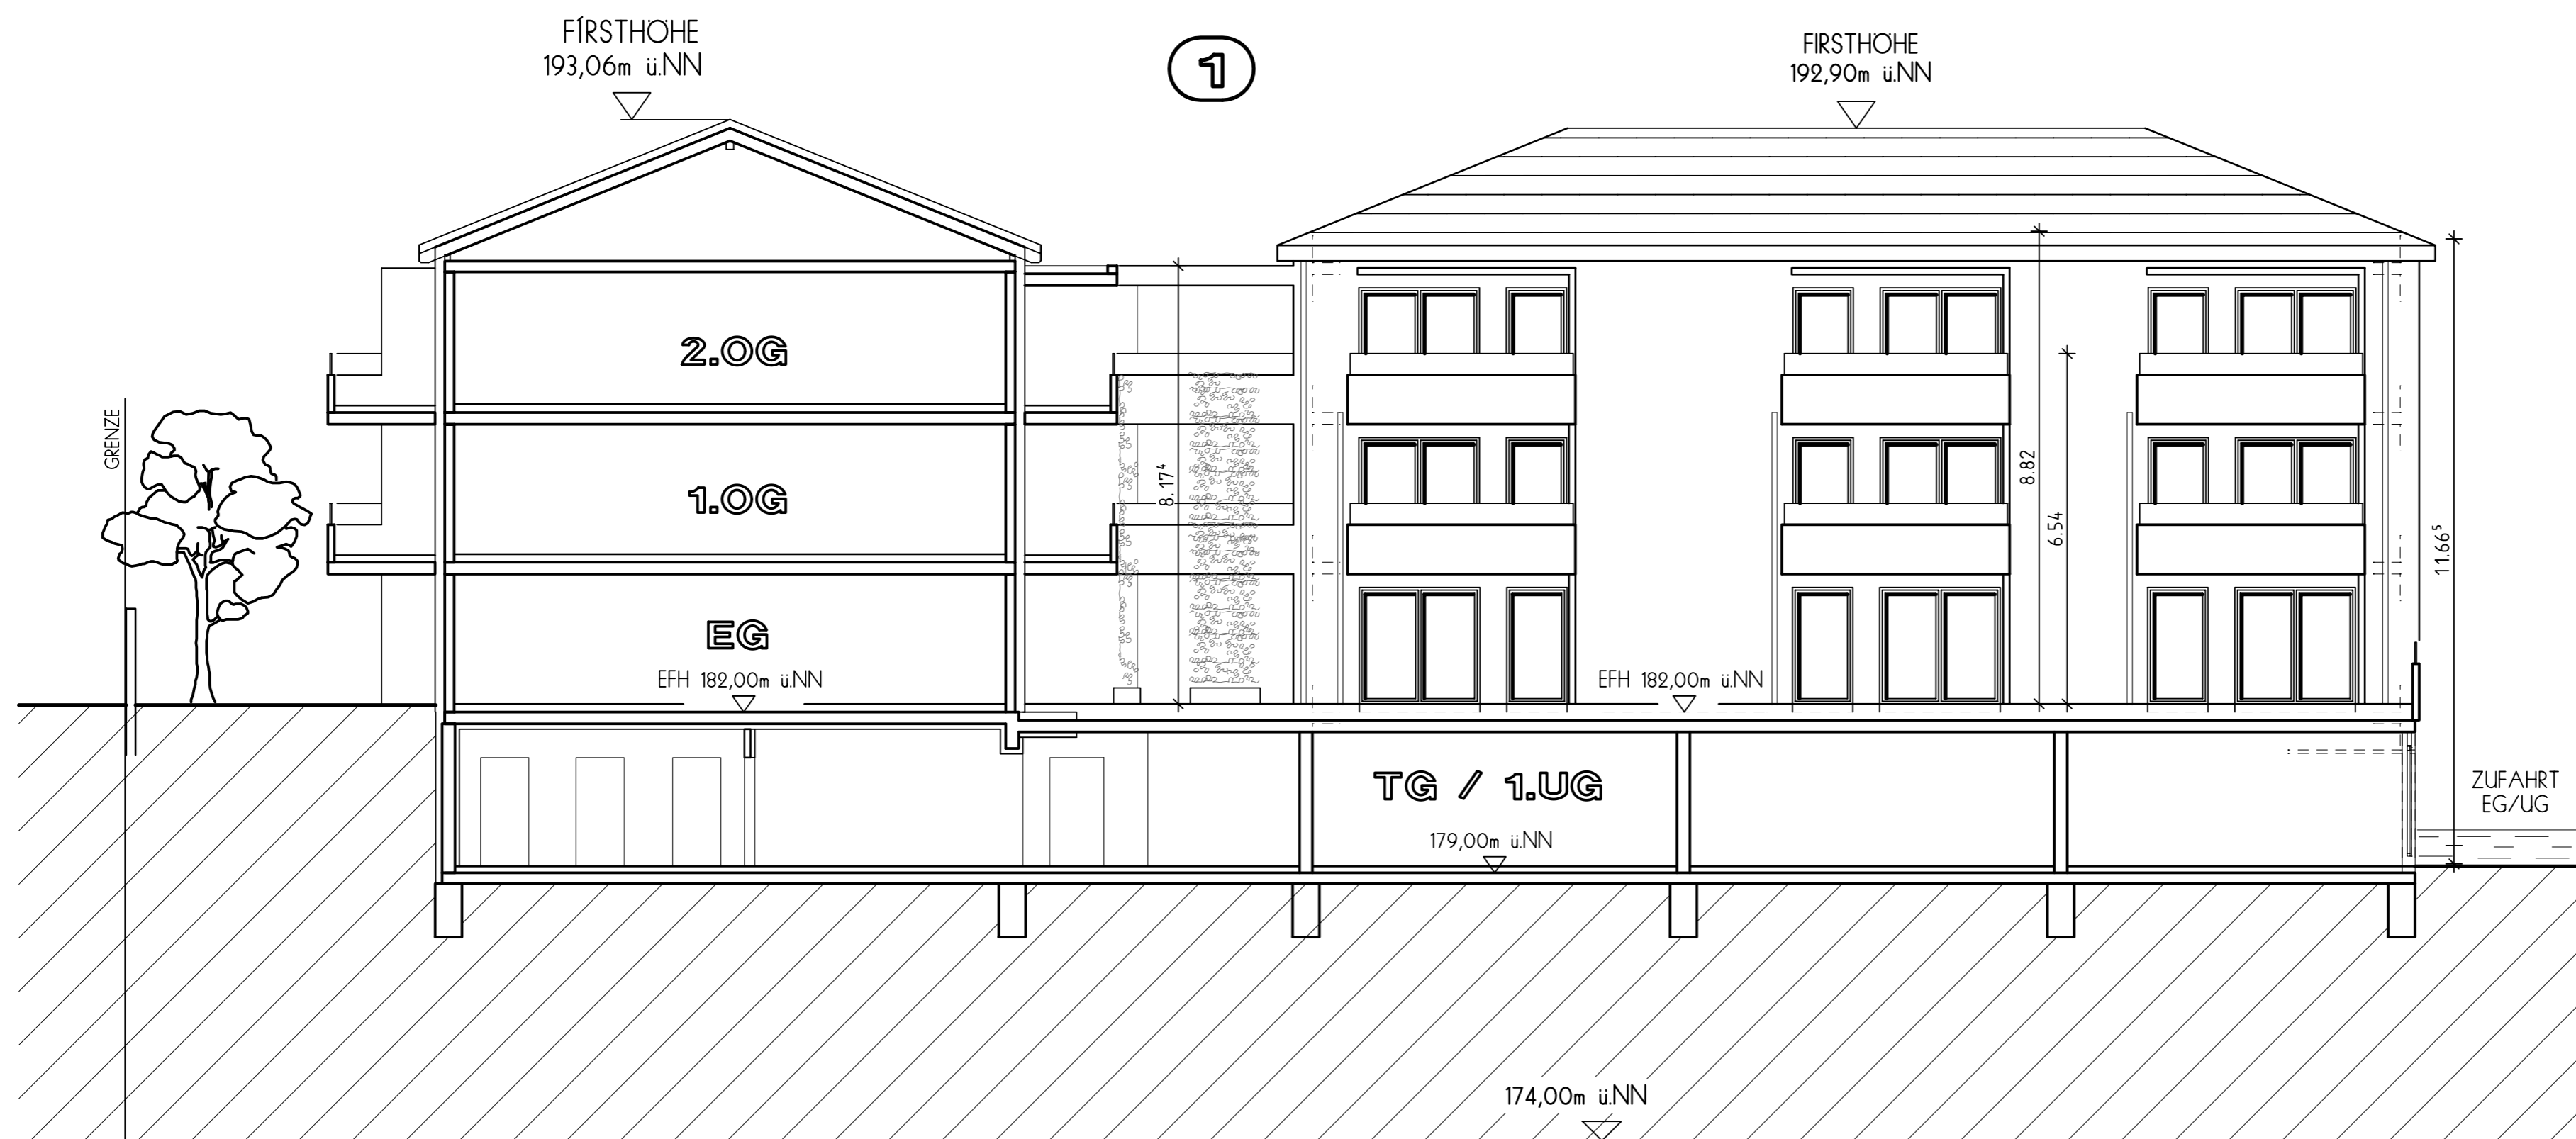 FIRSTHÖHE
193,06m ü.NN
1
FIRSTHÖHE
192,90m ü.NN
GRENZE
2.OG
1.OG
EG
EFH 182,00m ü.NN
8.17⁴
EFH 182,00m ü.NN
8.82
6.54
11.66⁵
TG / 1.UG
179,00m ü.NN
ZUFAHRT
EG/UG
174,00m ü.NN